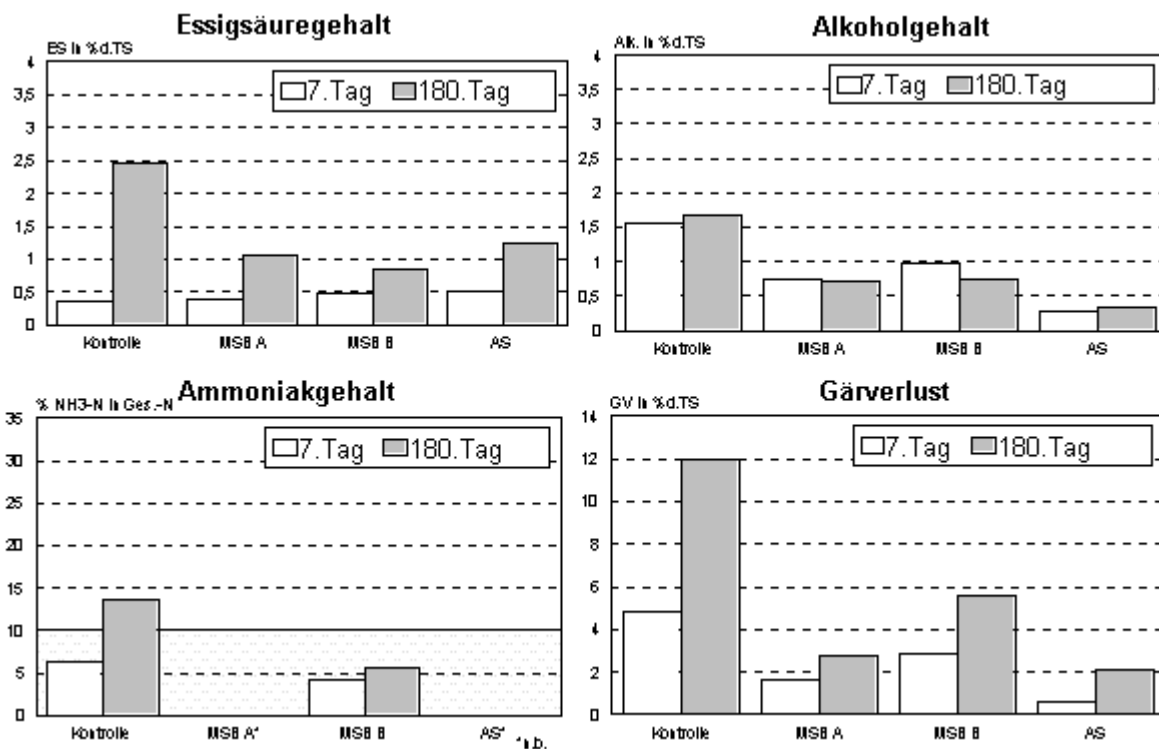 Essigsäuregehalt
ES in %d.TS
4
3,5
3
2,5
2
1,5
1
0,5
0
7.Tag 180.Tag
Kontrolle MSB A MSB B AS
Alkoholgehalt
Alk. in %d.TS
4
3,5
3
2,5
2
1,5
1
0,5
0
7.Tag 180.Tag
Kontrolle MSB A MSB B AS
Ammoniakgehalt
% NH3-N in Ges.-N
35
30
25
20
15
10
5
0
7.Tag 180.Tag
Kontrolle MSB A* MSB B AS*
*n.b.
Gärverlust
GV in %d.TS
14
12
10
8
6
4
2
0
7.Tag 180.Tag
Kontrolle MSB A MSB B AS